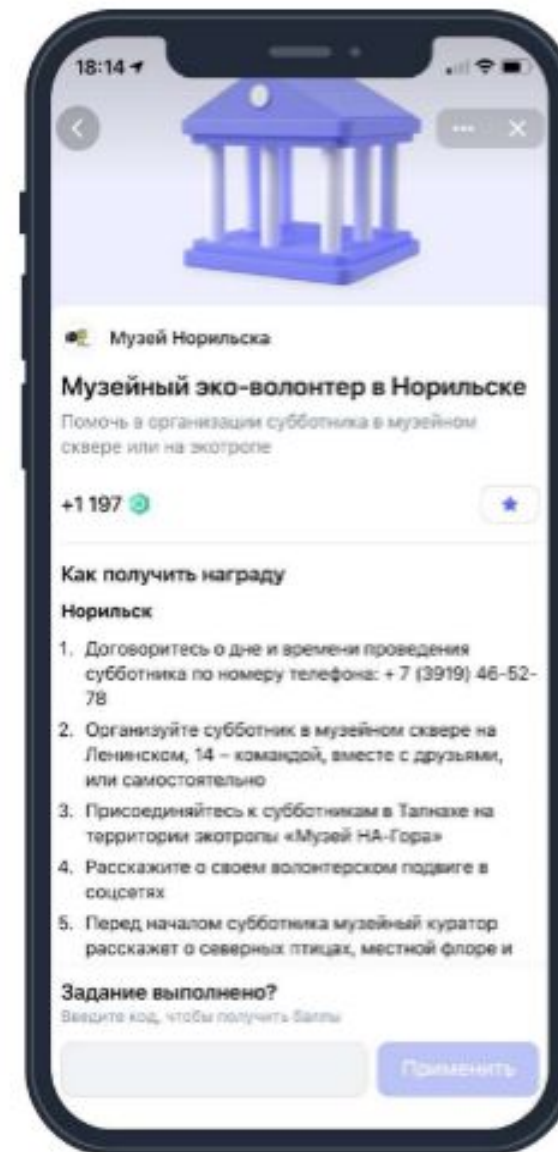 18:14
Музей Норильска
Музейный эко-волонтер в Норильске
Помочь в организации субботника в музейном
сквере или на экотропе
+1 197
Как получить награду
Норильск
1. Договоритесь о дне и времени проведения
субботника по номеру телефона: + 7 (3919) 46-52-
78
2. Организуйте субботник в музейном сквере на
Ленинском, 14 – командой, вместе с друзьями,
или самостоятельно
3. Присоединяйтесь к субботникам в Талнахе на
территории экотропы «Музей НА-Гора»
4. Расскажите о своем волонтерском подвиге в
соцсетях
5. Перед началом субботника музейный куратор
расскажет о северных птицах, местной флоре и
Задание выполнено?
Введите код, чтобы получить баллы
Применить